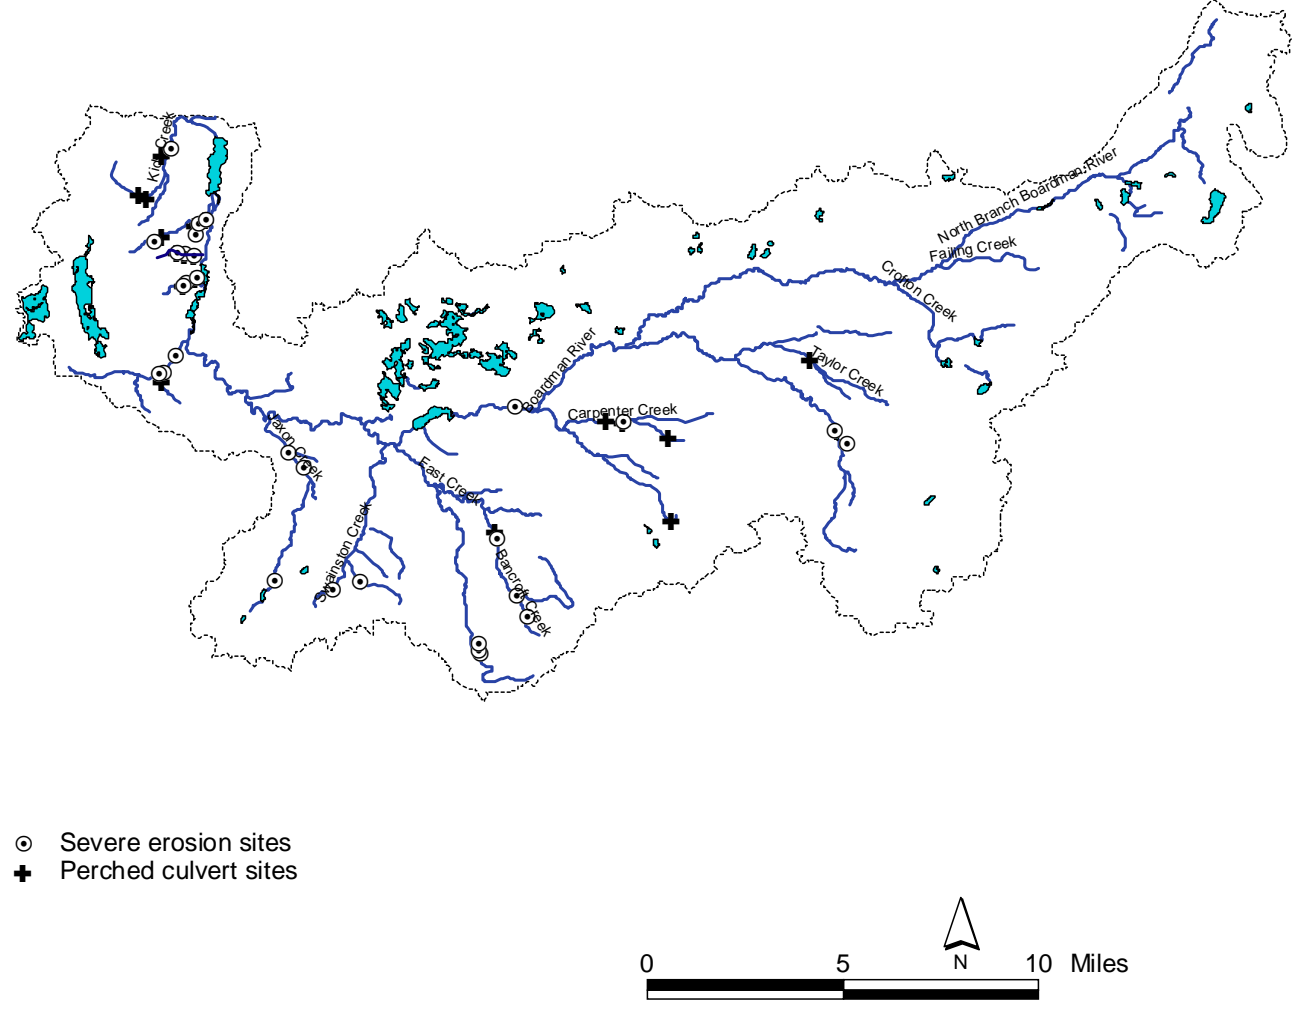 Kids Creek
North Branch Boardman River
Failing Creek
Crofton Creek
Boardman River
Taylor Creek
Carpenter Creek
Jaxon Creek
East Creek
Swainston Creek
Bancroft Creek
Severe erosion sites
Perched culvert sites
N
0 5 10 Miles